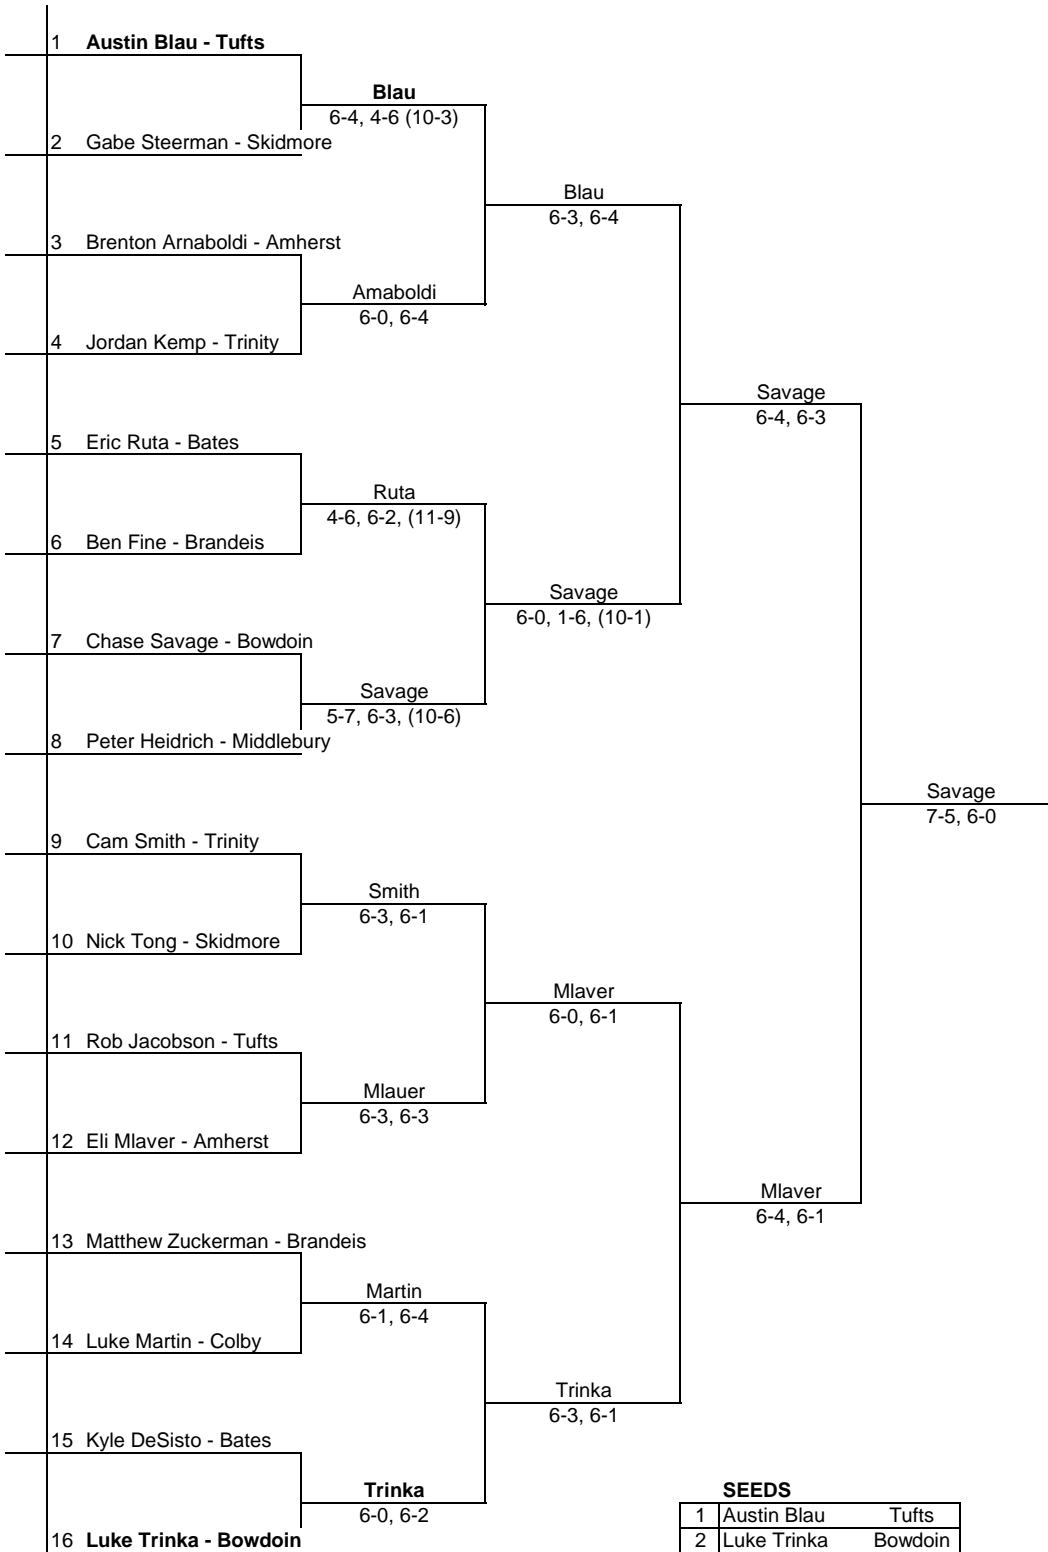 1 Austin Blau - Tufts
Blau
6-4, 4-6 (10-3)
2 Gabe Steerman - Skidmore
Blau
6-3, 6-4
3 Brenton Arnaboldi - Amherst
Amaboldi
6-0, 6-4
4 Jordan Kemp - Trinity
Savage
6-4, 6-3
5 Eric Ruta - Bates
Ruta
4-6, 6-2, (11-9)
6 Ben Fine - Brandeis
Savage
6-0, 1-6, (10-1)
7 Chase Savage - Bowdoin
Savage
5-7, 6-3, (10-6)
8 Peter Heidrich - Middlebury
Savage
7-5, 6-0
9 Cam Smith - Trinity
Smith
6-3, 6-1
10 Nick Tong - Skidmore
Mlaver
6-0, 6-1
11 Rob Jacobson - Tufts
Mlauer
6-3, 6-3
12 Eli Mlaver - Amherst
Mlaver
6-4, 6-1
13 Matthew Zuckerman - Brandeis
Martin
6-1, 6-4
14 Luke Martin - Colby
Trinka
6-3, 6-1
15 Kyle DeSisto - Bates
Trinka
6-0, 6-2
16 Luke Trinka - Bowdoin
SEEDS
1 Austin Blau Tufts
2 Luke Trinka Bowdoin